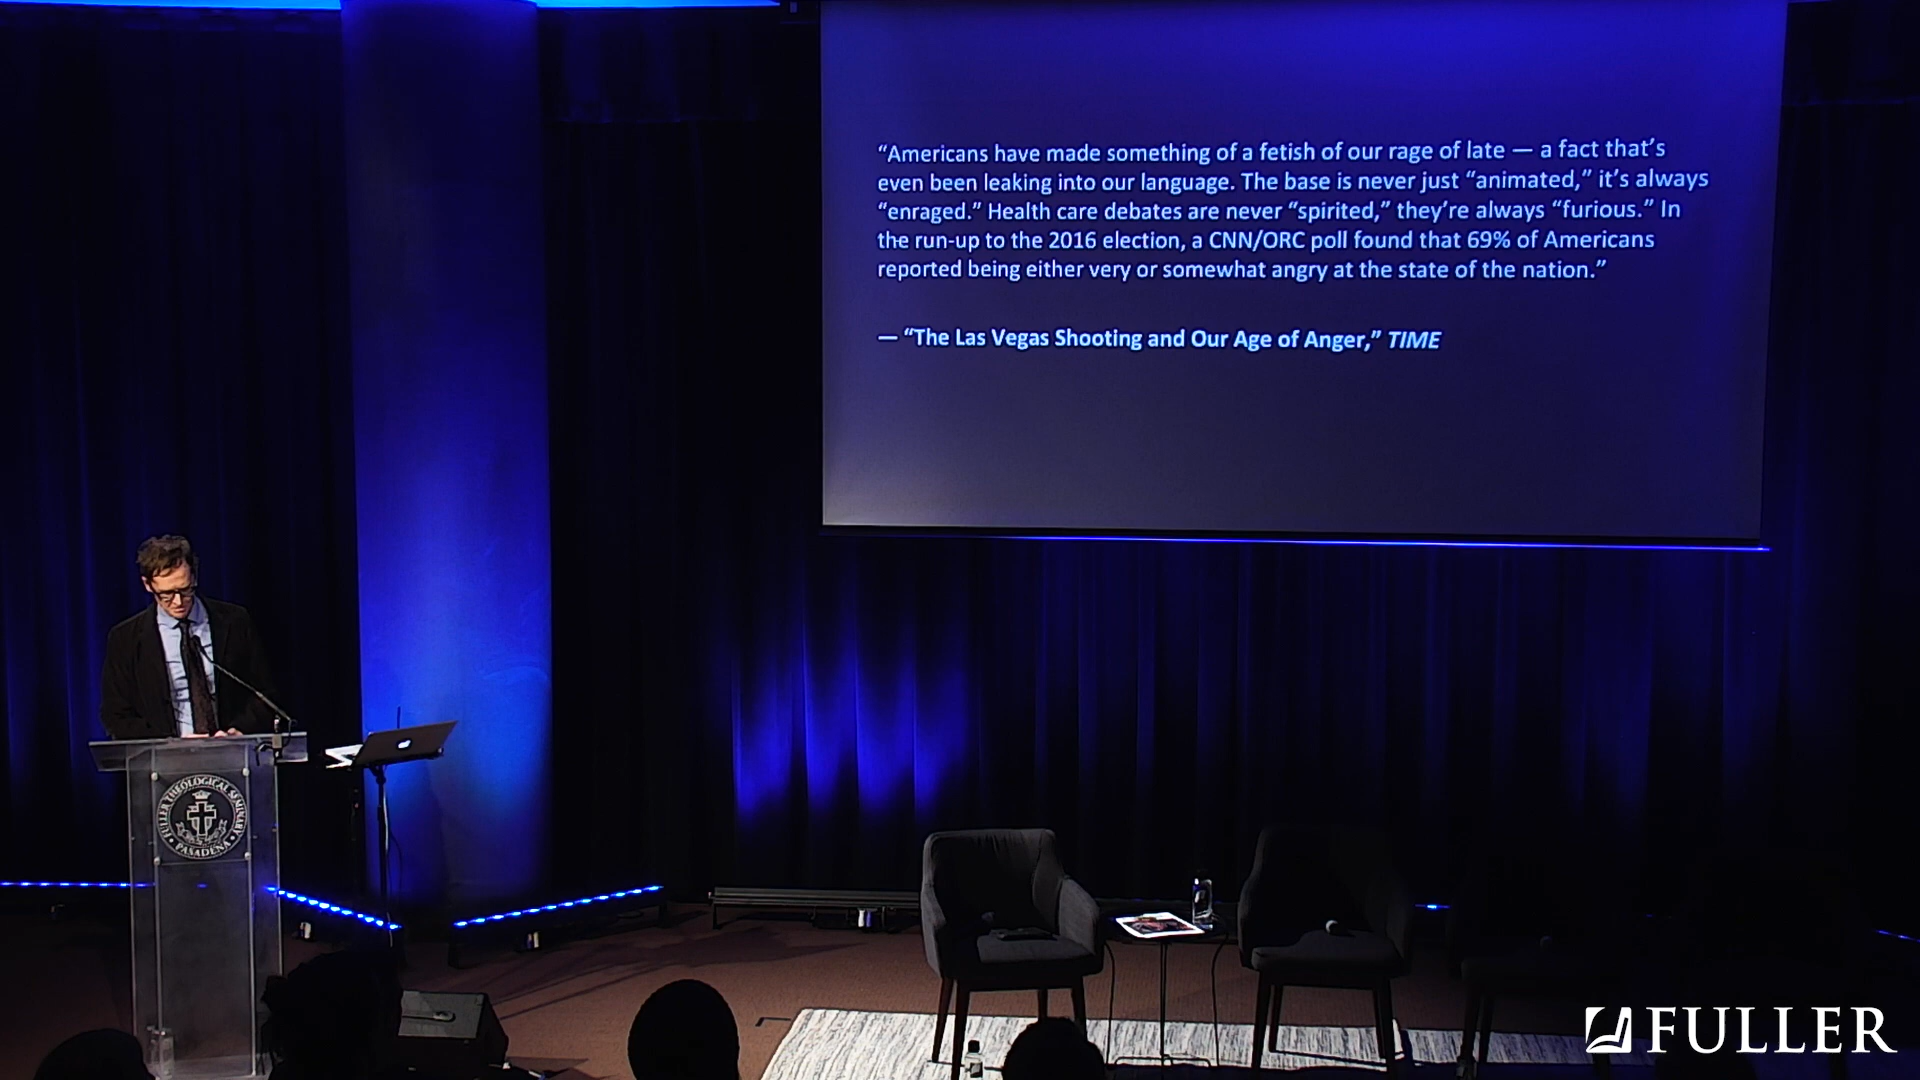 “Americans have made something of a fetish of our rage of late — a fact that’s
even been leaking into our language. The base is never just “animated,” it’s always
“enraged.” Health care debates are never “spirited,” they’re always “furious.” In
the run-up to the 2016 election, a CNN/ORC poll found that 69% of Americans
reported being either very or somewhat angry at the state of the nation.”
— “The Las Vegas Shooting and Our Age of Anger,” TIME
FULLER THEOLOGICAL SEMINARY
PASADENA
FULLER